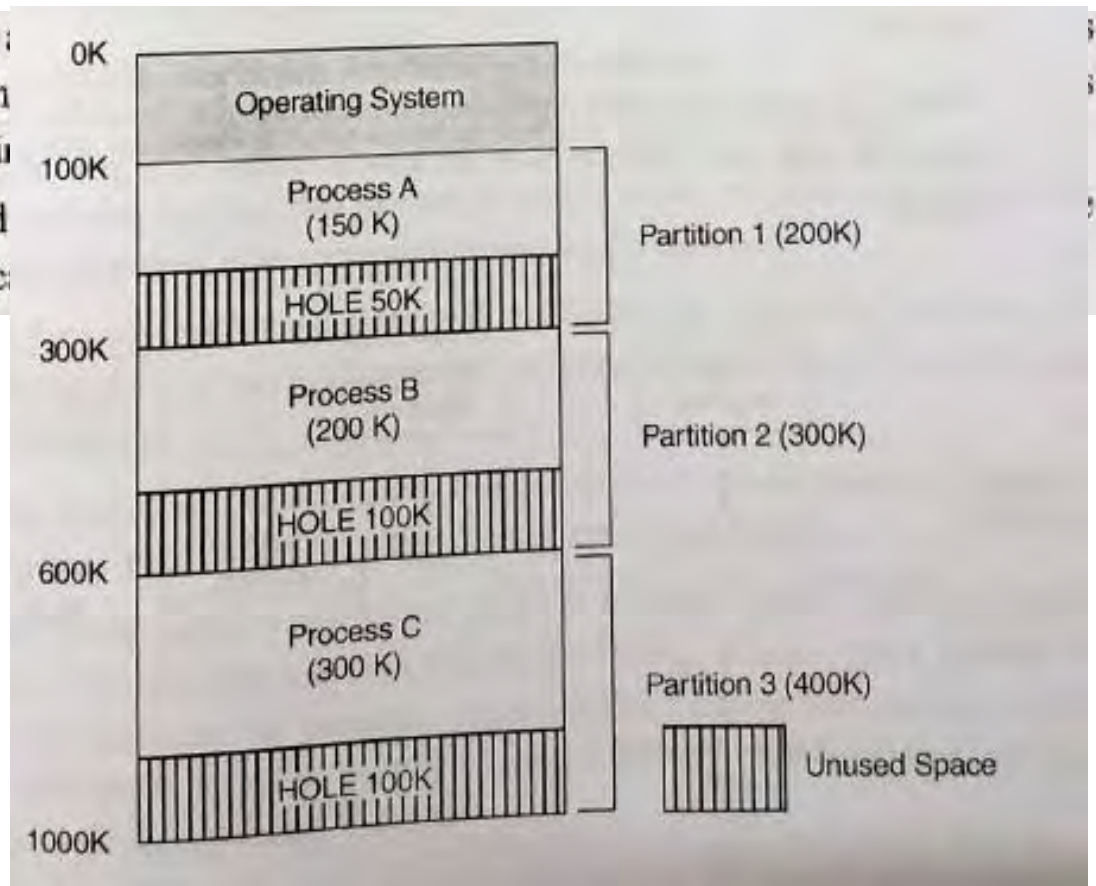 0K
Operating System
100K
Process A
(150 K)
Partition 1 (200K)
HOLE 50K
300K
Process B
(200 K)
Partition 2 (300K)
HOLE 100K
600K
Process C
(300 K)
Partition 3 (400K)
HOLE 100K
Unused Space
1000K